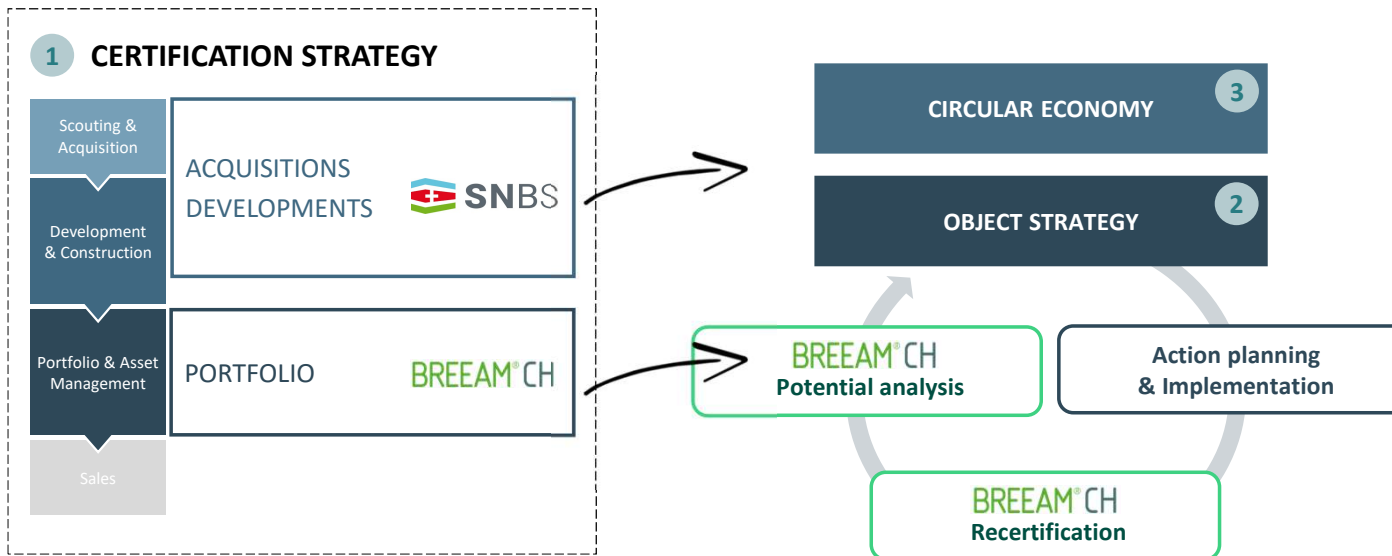 1 CERTIFICATION STRATEGY
Scouting &
Acquisition
Development
& Construction
Portfolio & Asset
Management
Sales
ACQUISITIONS
DEVELOPMENTS
SNBS
PORTFOLIO
BREEAM® CH
CIRCULAR ECONOMY
3
OBJECT STRATEGY
2
BREEAM® CH
Potential analysis
Action planning
& Implementation
BREEAM® CH
Recertification